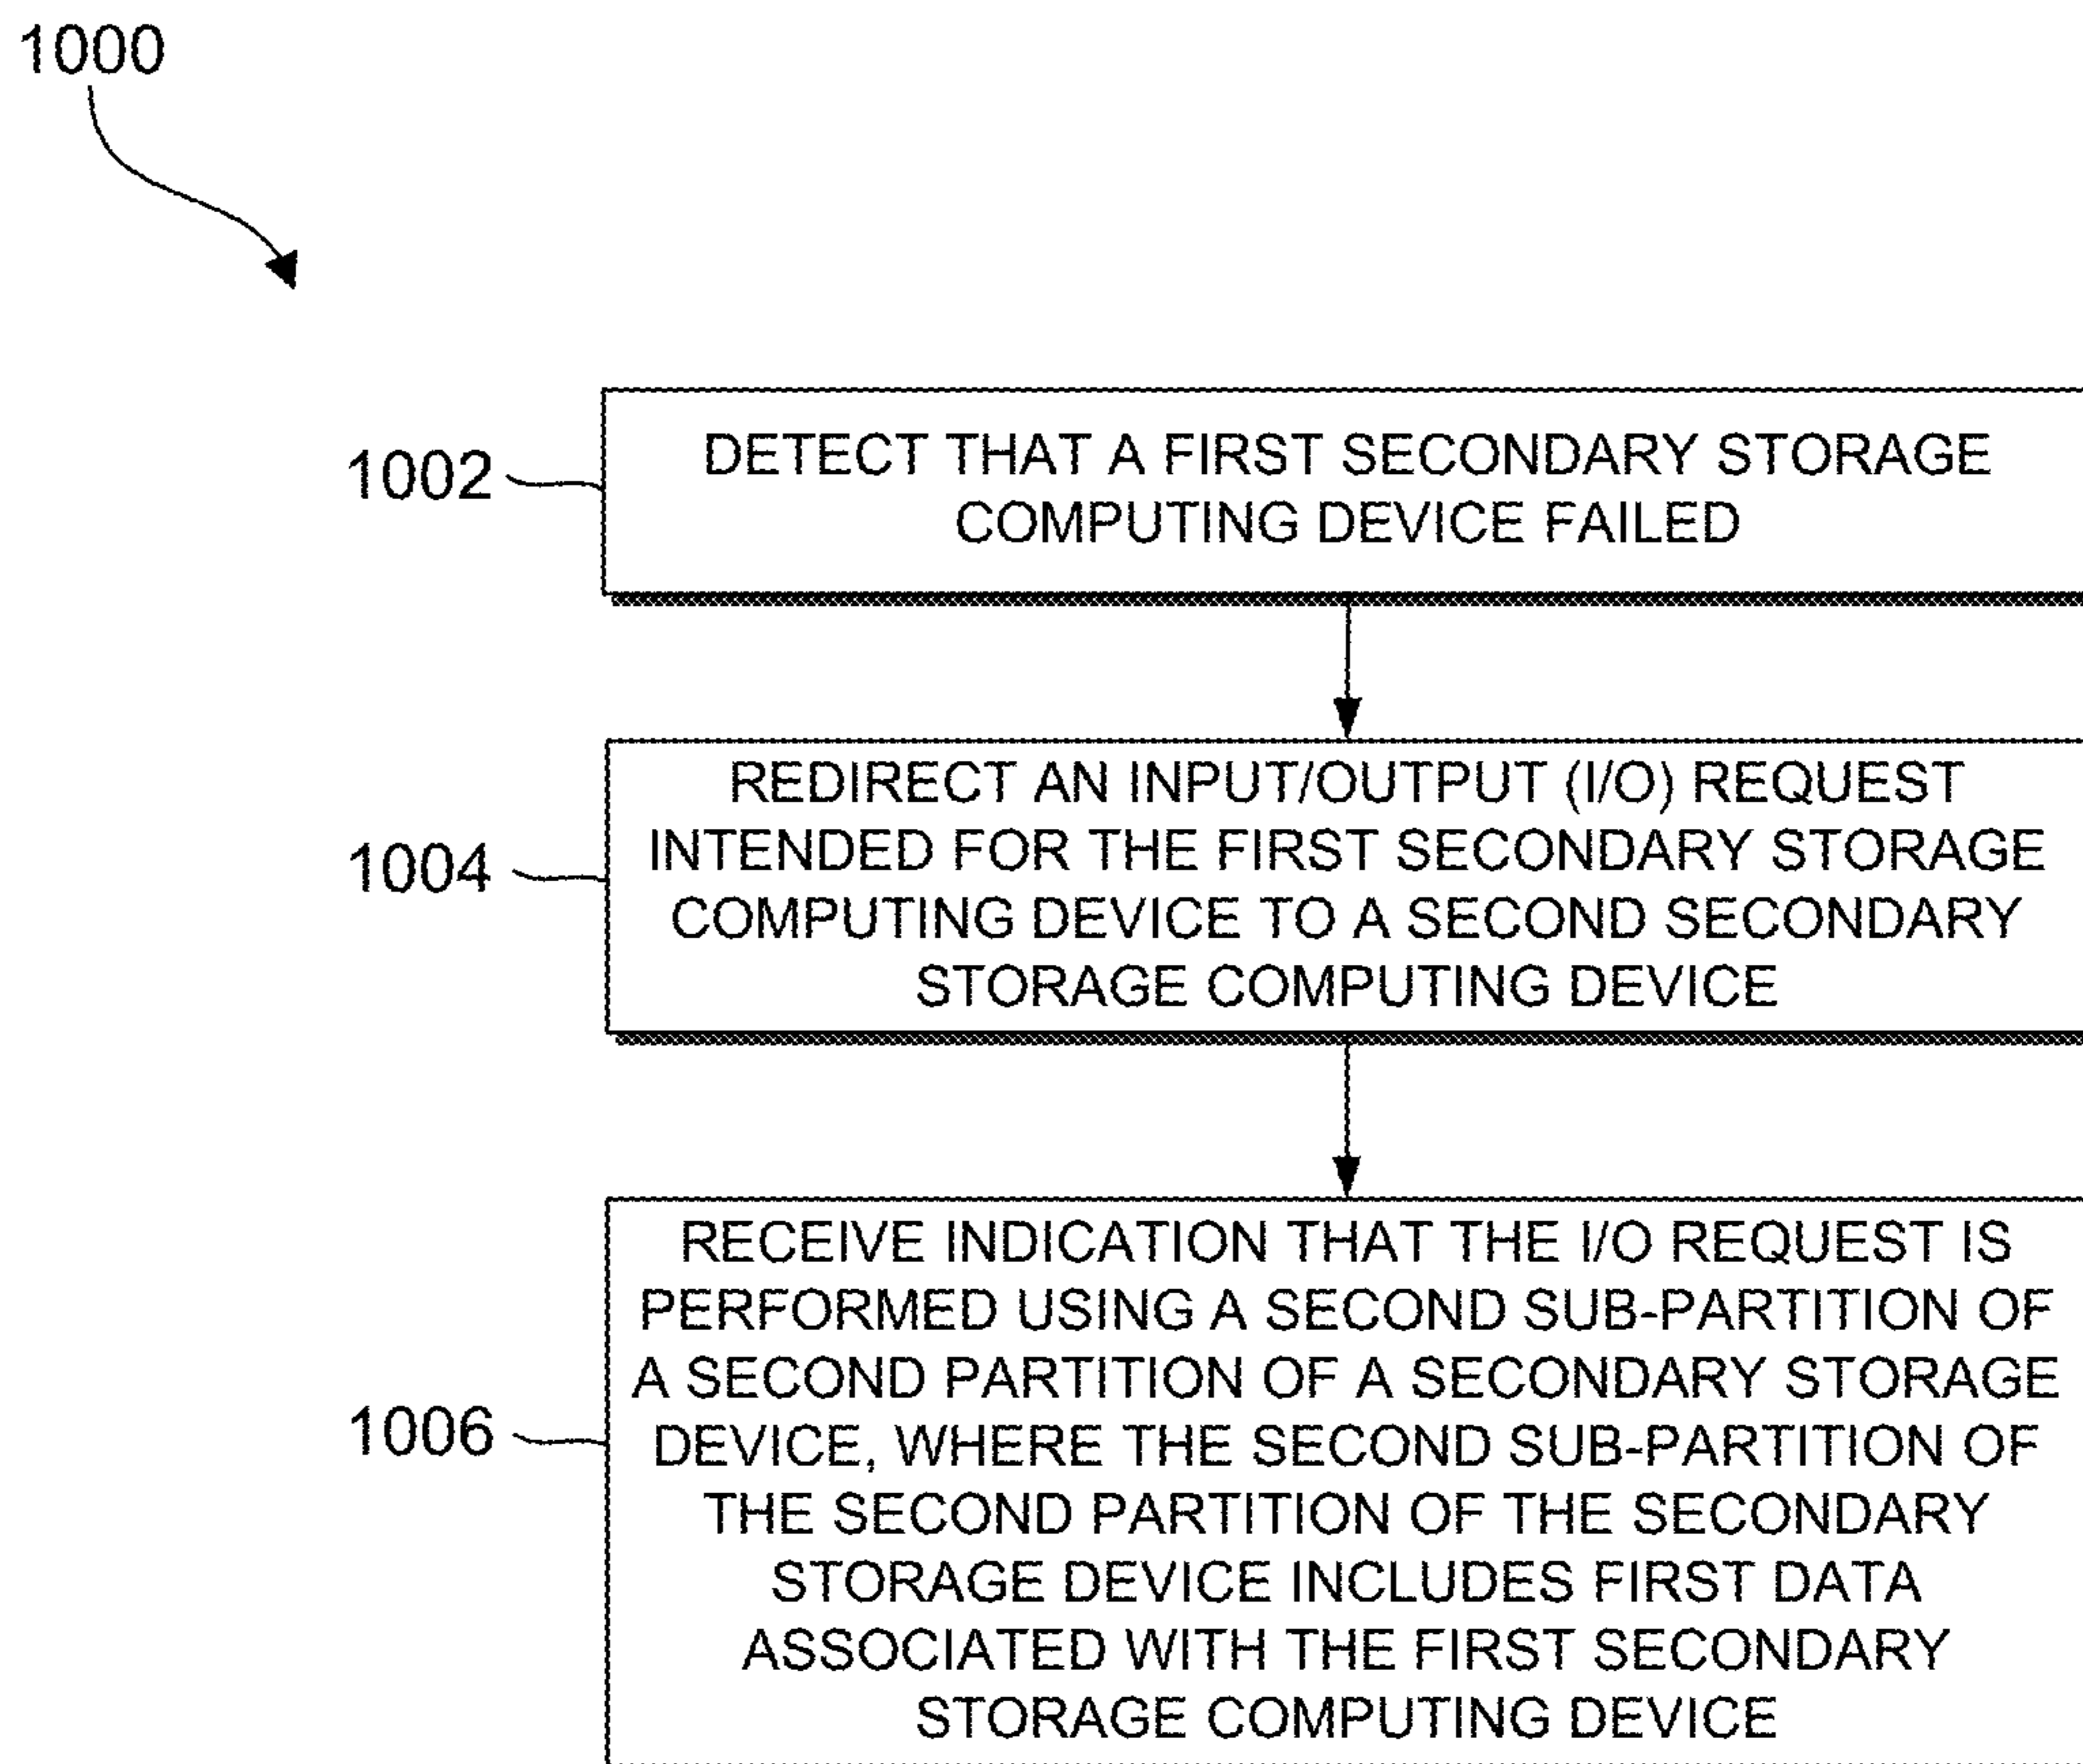 1000
1002
DETECT THAT A FIRST SECONDARY STORAGE
COMPUTING DEVICE FAILED
1004
REDIRECT AN INPUT/OUTPUT (I/O) REQUEST
INTENDED FOR THE FIRST SECONDARY STORAGE
COMPUTING DEVICE TO A SECOND SECONDARY
STORAGE COMPUTING DEVICE
1006
RECEIVE INDICATION THAT THE I/O REQUEST IS
PERFORMED USING A SECOND SUB-PARTITION OF
A SECOND PARTITION OF A SECONDARY STORAGE
DEVICE, WHERE THE SECOND SUB-PARTITION OF
THE SECOND PARTITION OF THE SECONDARY
STORAGE DEVICE INCLUDES FIRST DATA
ASSOCIATED WITH THE FIRST SECONDARY
STORAGE COMPUTING DEVICE